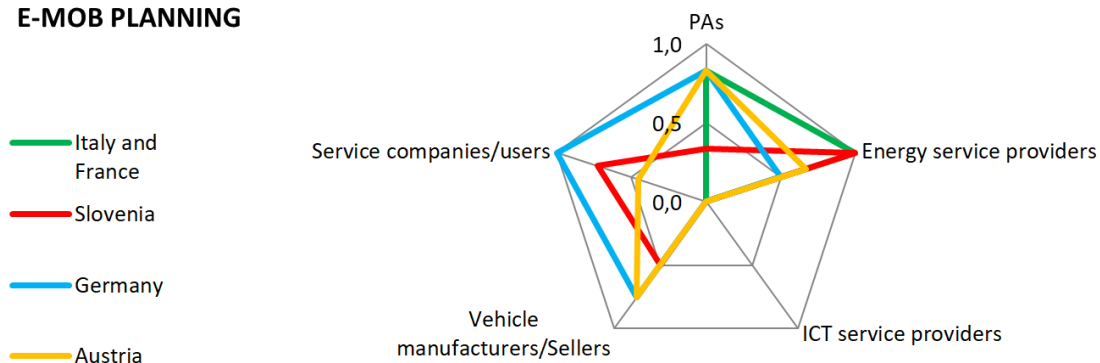 E-MOB PLANNING
PAs
1,0
0,5
0,0
Italy and
France
Slovenia
Germany
Austria
Service companies/users
Energy service providers
Vehicle
manufacturers/Sellers
ICT service providers